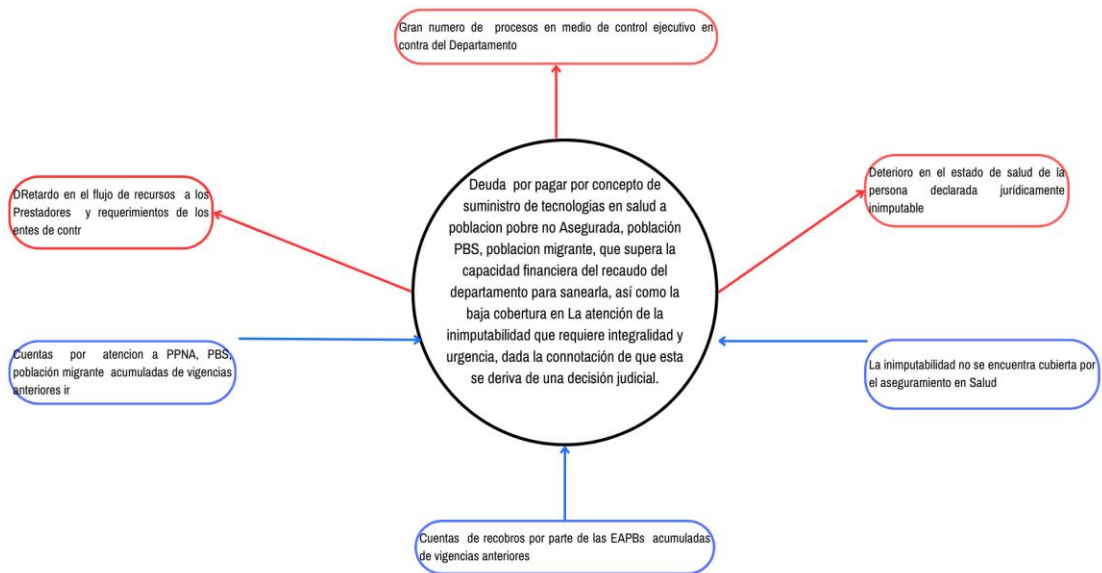 Gran numero de procesos en medio de control ejecutivo en
contra del Departamento
DRetardo en el flujo de recursos a los
Prestadores y requerimientos de los
entes de contr
Deterioro en el estado de salud de la
persona declarada jurídicamente
inimputable
Deuda por pagar por concepto de
suministro de tecnologías en salud a
poblacion pobre no Asegurada, población
PBS, poblacion migrante, que supera la
capacidad financiera del recaudo del
departamento para sanearla, así como la
baja cobertura en La atención de la
inimputabilidad que requiere integralidad y
urgencia, dada la connotación de que esta
se deriva de una decisión judicial.
Cuentas por atencion a PPNA, PBS,
población migrante acumuladas de vigencias
anteriores ir
La inimputabilidad no se encuentra cubierta por
el aseguramiento en Salud
Cuentas de recobros por parte de las EAPBs acumuladas
de vigencias anteriores